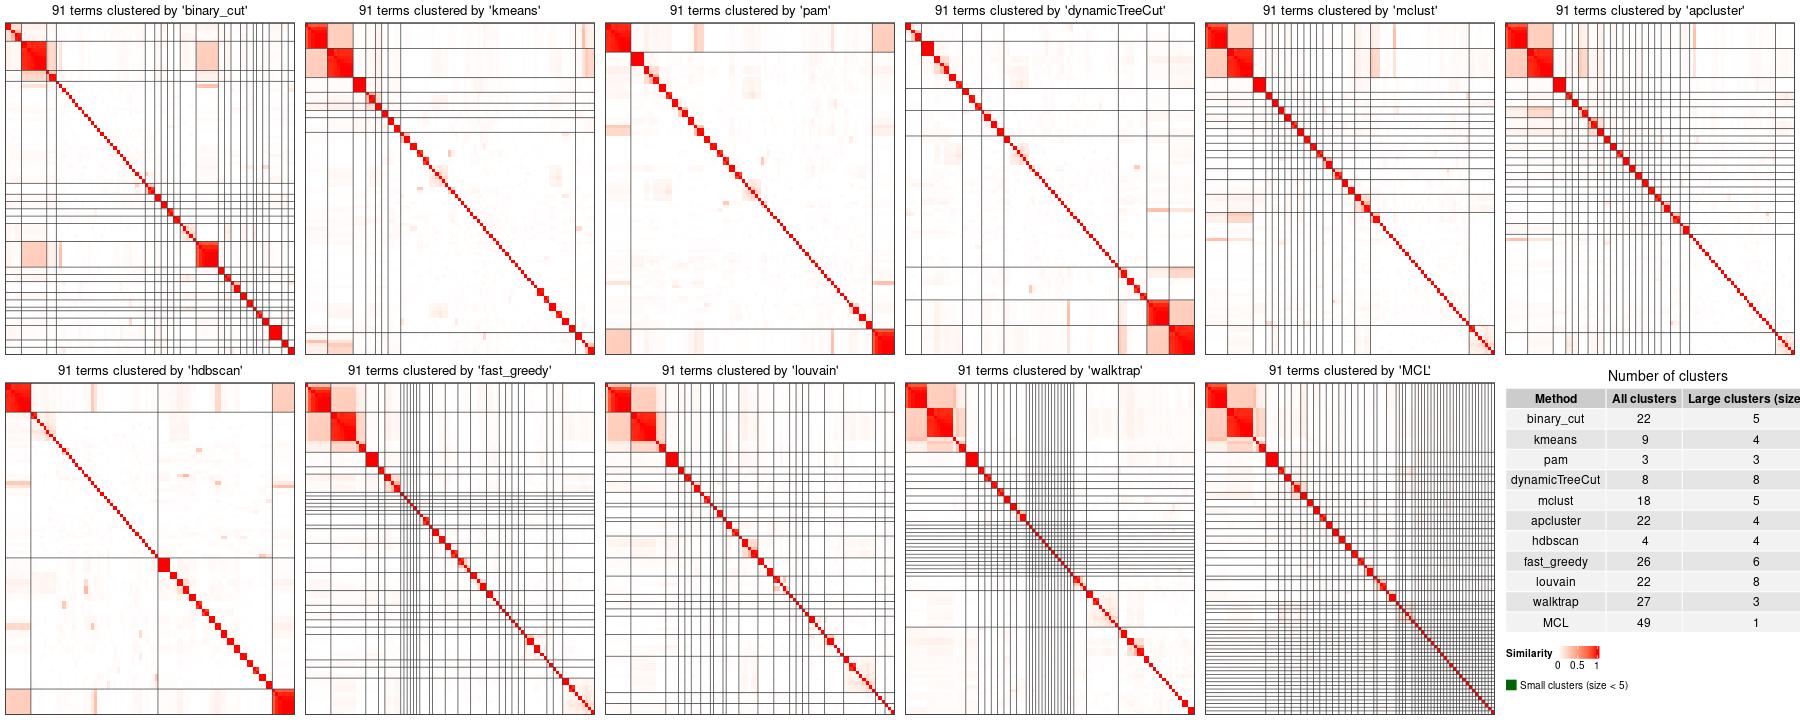 91 terms clustered by 'binary_cut'
91 terms clustered by 'kmeans'
91 terms clustered by 'pam'
91 terms clustered by 'dynamicTreeCut'
91 terms clustered by 'mclust'
91 terms clustered by 'apcluster'
91 terms clustered by 'hdbscan'
91 terms clustered by 'fast_greedy'
91 terms clustered by 'louvain'
91 terms clustered by 'walktrap'
91 terms clustered by 'MCL'
Number of clusters
Method All clusters Large clusters (size
binary_cut 22 5
kmeans 9 4
pam 3 3
dynamicTreeCut 8 8
mclust 18 5
apcluster 22 4
hdbscan 4 4
fast_greedy 26 6
louvain 22 8
walktrap 27 3
MCL 49 1
Similarity
0 0.5 1
Small clusters (size < 5)